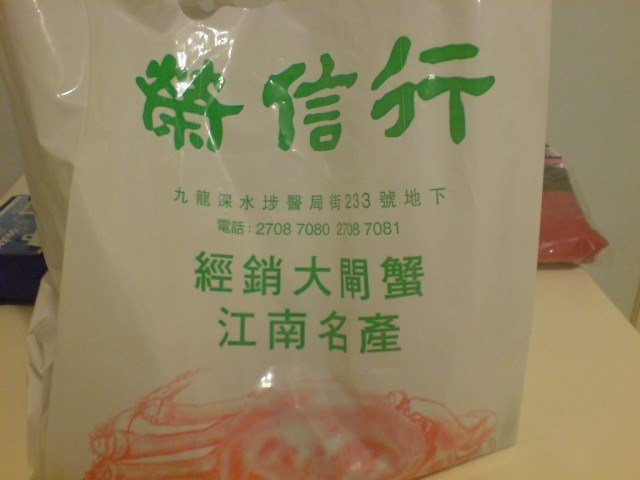 榮信行
九龍深水埗醫局街233號地下
電話：2708 7080 2708 7081
經銷大閘蟹
江南名產